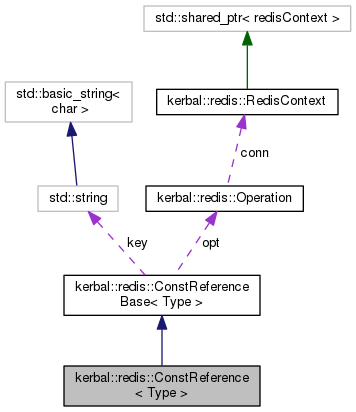 std::shared_ptr< redisContext >
std::basic_string<
char >
kerbal::redis::RedisContext
conn
std::string
kerbal::redis::Operation
key
opt
kerbal::redis::ConstReference
Base< Type >
kerbal::redis::ConstReference
< Type >